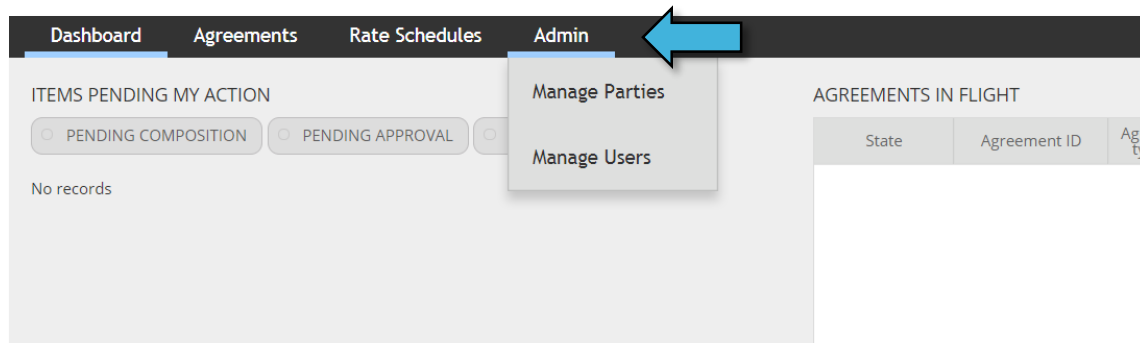 Dashboard Agreements Rate Schedules Admin
Manage Parties
Manage Users
ITEMS PENDING MY ACTION
PENDING COMPOSITION PENDING APPROVAL
No records
AGREEMENTS IN FLIGHT
State Agreement ID